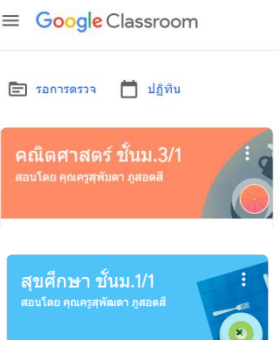 Google Classroom
รอการตรวจ ปฏิทิน
คณิตศาสตร์ ชั้นม.3/1
สอนโดย คุณครูสุพัมดา ภูสอดสี
สุขศึกษา ชั้นม.1/1
สอนโดย คุณครูสุพัฒตา ภูสอดสี